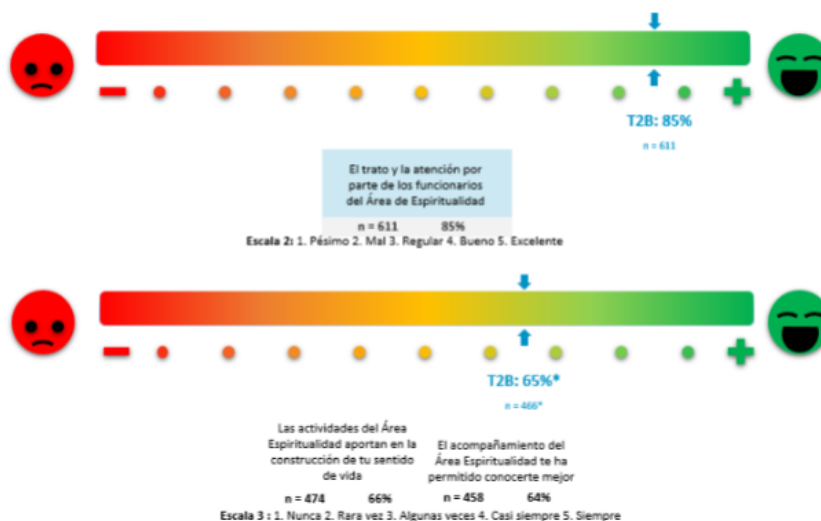 T2B: 85%
n = 611
El trato y la atención por
parte de los funcionarios
del Área de Espiritualidad
n = 611 85%
Escala 2: 1. Pésimo 2. Mal 3. Regular 4. Bueno 5. Excelente
T2B: 65%*
n = 466*
Las actividades del Área
Espiritualidad aportan en la
construcción de tu sentido
de vida
n = 474 66%
El acompañamiento del
Área Espiritualidad te ha
permitido conocerte mejor
n = 458 64%
Escala 3 : 1. Nunca 2. Rara vez 3. Algunas veces 4. Casi siempre 5. Siempre